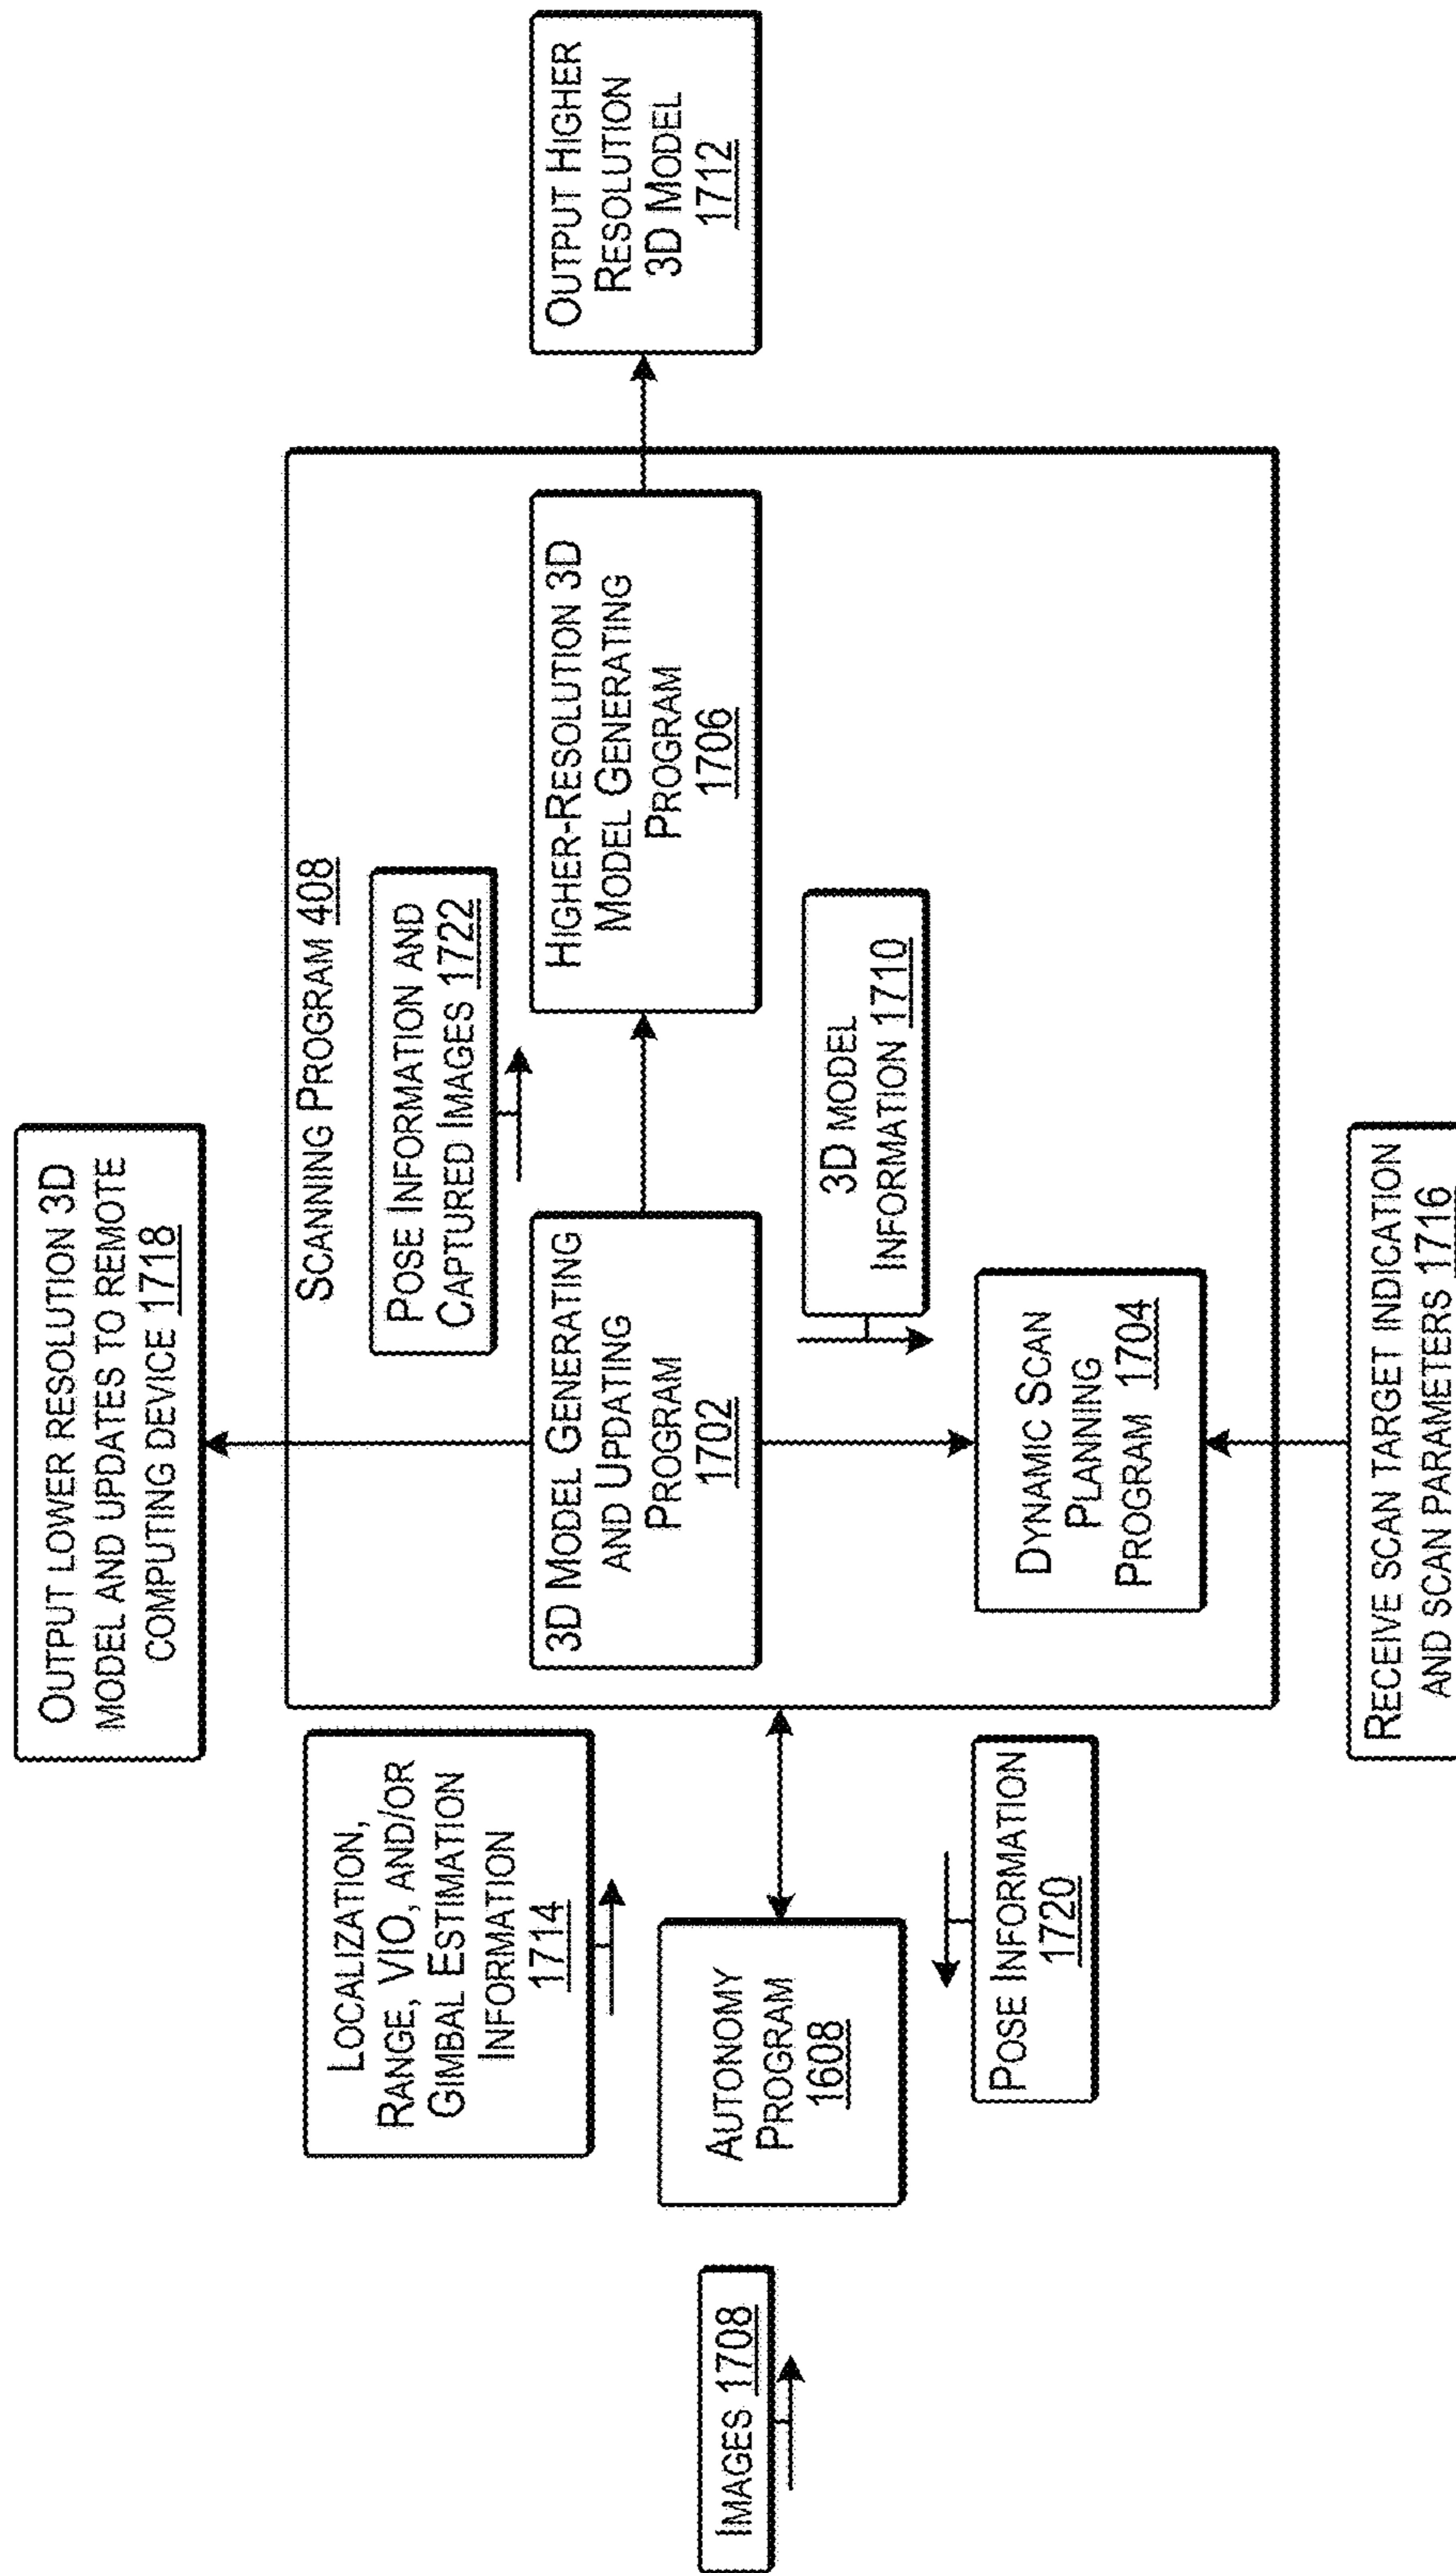 OUTPUT LOWER RESOLUTION 3D
MODEL AND UPDATES TO REMOTE
COMPUTING DEVICE 1718
LOCALIZATION,
RANGE, VIO, AND/OR
GIMBAL ESTIMATION
INFORMATION
1714
SCANNING PROGRAM 408
POSE INFORMATION AND
CAPTURED IMAGES 1722
IMAGES 1708
AUTONOMY
PROGRAM
1608
3D MODEL GENERATING
AND UPDATING
PROGRAM
1702
HIGHER-RESOLUTION 3D
MODEL GENERATING
PROGRAM
1706
OUTPUT HIGHER
RESOLUTION
3D MODEL
1712
POSE INFORMATION
1720
3D MODEL
INFORMATION 1710
DYNAMIC SCAN
PLANNING
PROGRAM 1704
RECEIVE SCAN TARGET INDICATION
AND SCAN PARAMETERS 1716